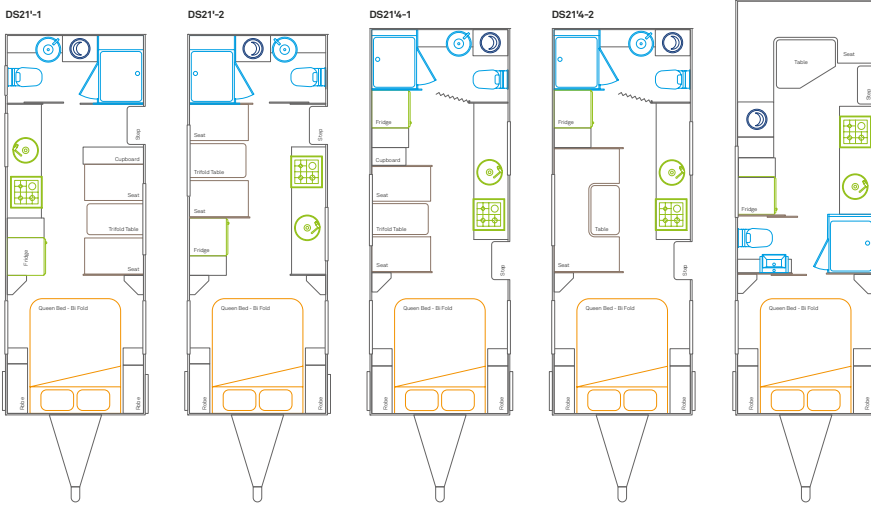 DS21'-1
DS21'-2
DS21'4-1
DS21'4-2
Step
Cupboard
Seat
Trifold Table
Seat
Fridge
Queen Bed - Bi Fold
Robe
Robe
Seat
Trifold Table
Seat
Fridge
Step
Queen Bed - Bi Fold
Robe
Robe
Fridge
Cupboard
Seat
Trifold Table
Seat
Step
Queen Bed - Bi Fold
Robe
Robe
Fridge
Table
Seat
Step
Queen Bed - Bi Fold
Robe
Robe
Table
Seat
Step
Fridge
Queen Bed - Bi Fold
Robe
Robe